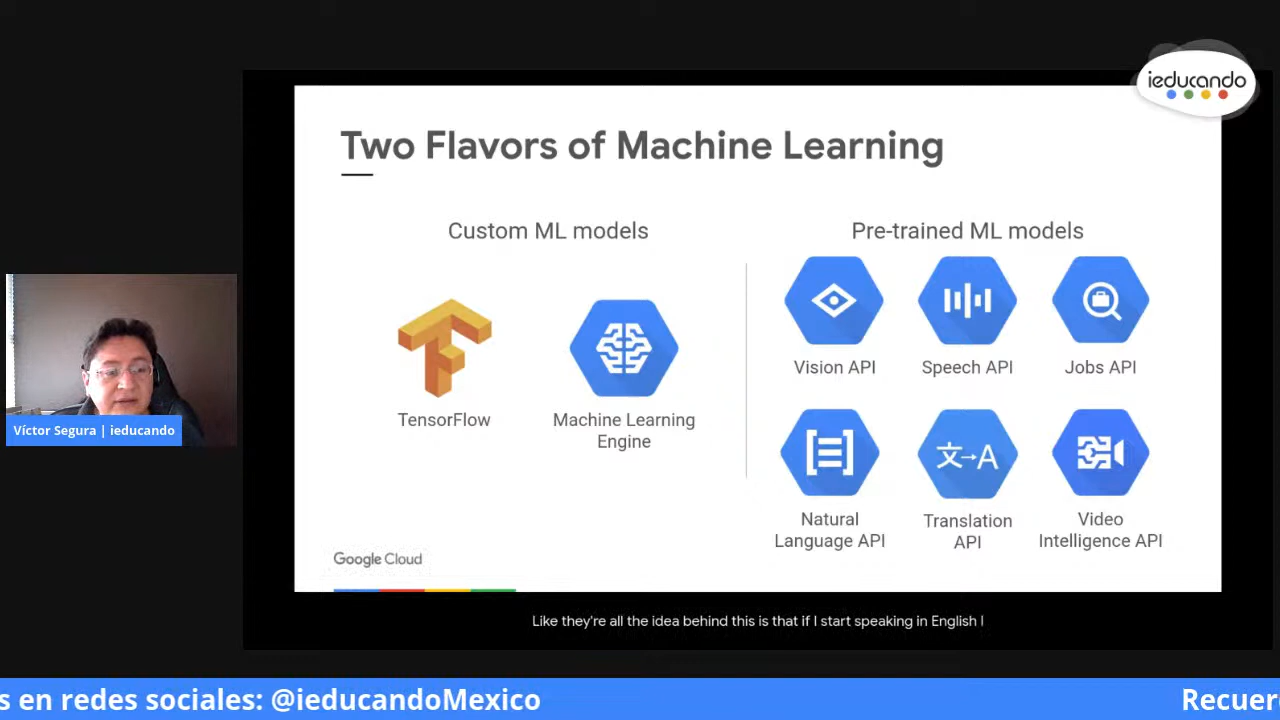 ieducando
Two Flavors of Machine Learning
Custom ML models
TensorFlow
Machine Learning
Engine
Pre-trained ML models
Vision API
Speech API
Jobs API
Natural
Language API
文→A
Translation
API
Video
Intelligence API
Google Cloud
Víctor Segura | ieducando
Like they're all the idea behind this is that if I start speaking in English I
s en redes sociales: @ieducandoMexico
Recuer